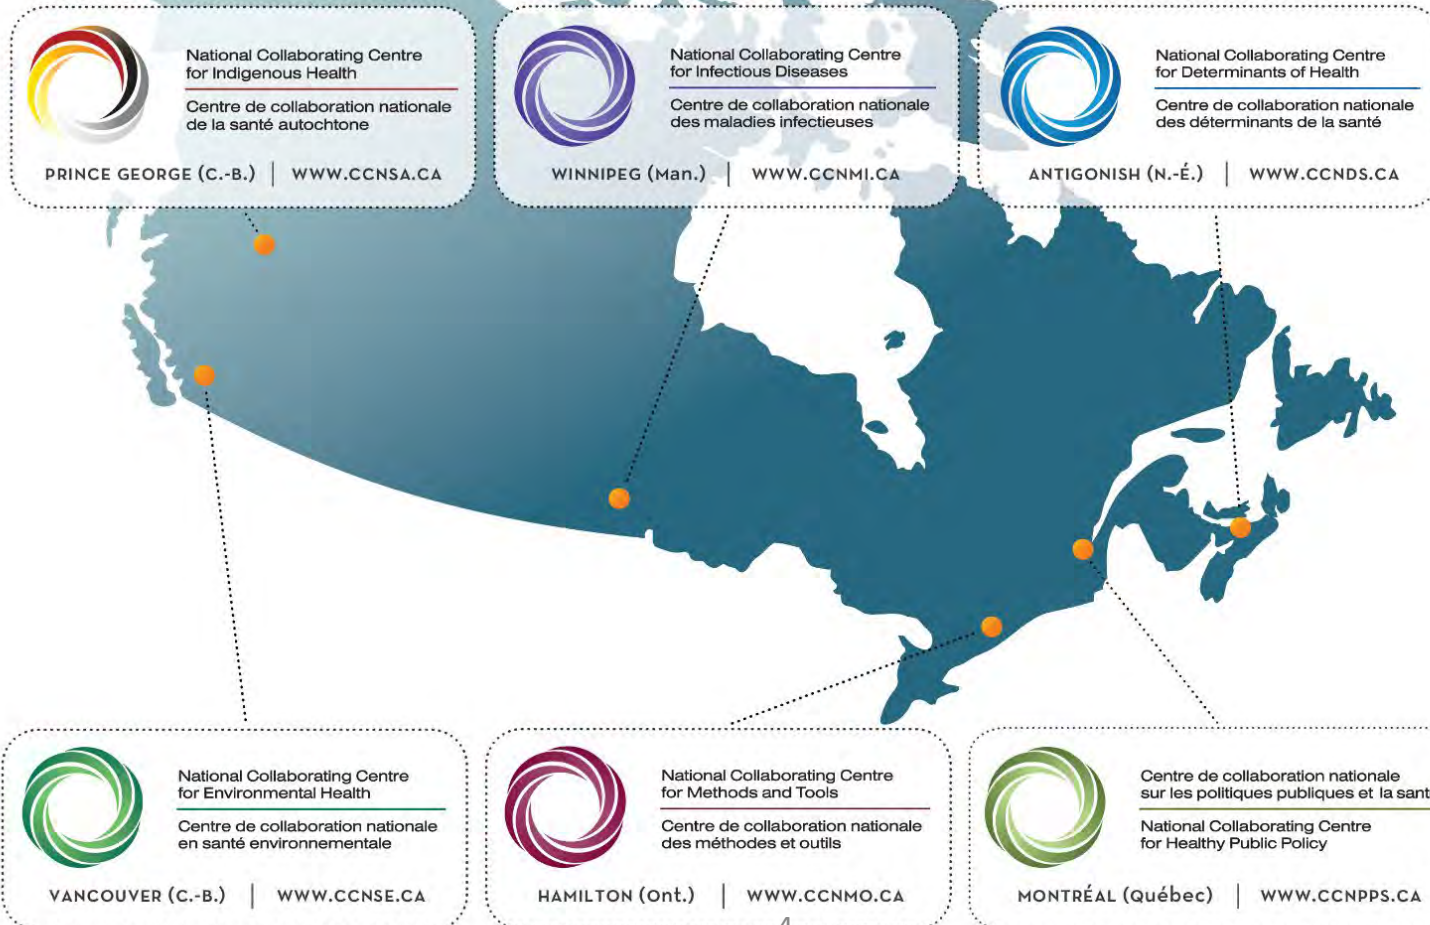 National Collaborating Centre
for Indigenous Health
Centre de collaboration nationale
de la santé autochtone
PRINCE GEORGE (C.-B.) | WWW.CCNSA.CA
National Collaborating Centre
for Infectious Diseases
Centre de collaboration nationale
des maladies infectieuses
WINNIPEG (Man.) | WWW.CCNMI.CA
National Collaborating Centre
for Determinants of Health
Centre de collaboration nationale
des déterminants de la santé
ANTIGONISH (N.-É.) | WWW.CCNDS.CA
National Collaborating Centre
for Environmental Health
Centre de collaboration nationale
en santé environnementale
VANCOUVER (C.-B.) | WWW.CCNSE.CA
National Collaborating Centre
for Methods and Tools
Centre de collaboration nationale
des méthodes et outils
HAMILTON (Ont.) | WWW.CCNMO.CA
Centre de collaboration nationale
sur les politiques publiques et la sant
National Collaborating Centre
for Healthy Public Policy
MONTRÉAL (Québec) | WWW.CCNPPS.CA